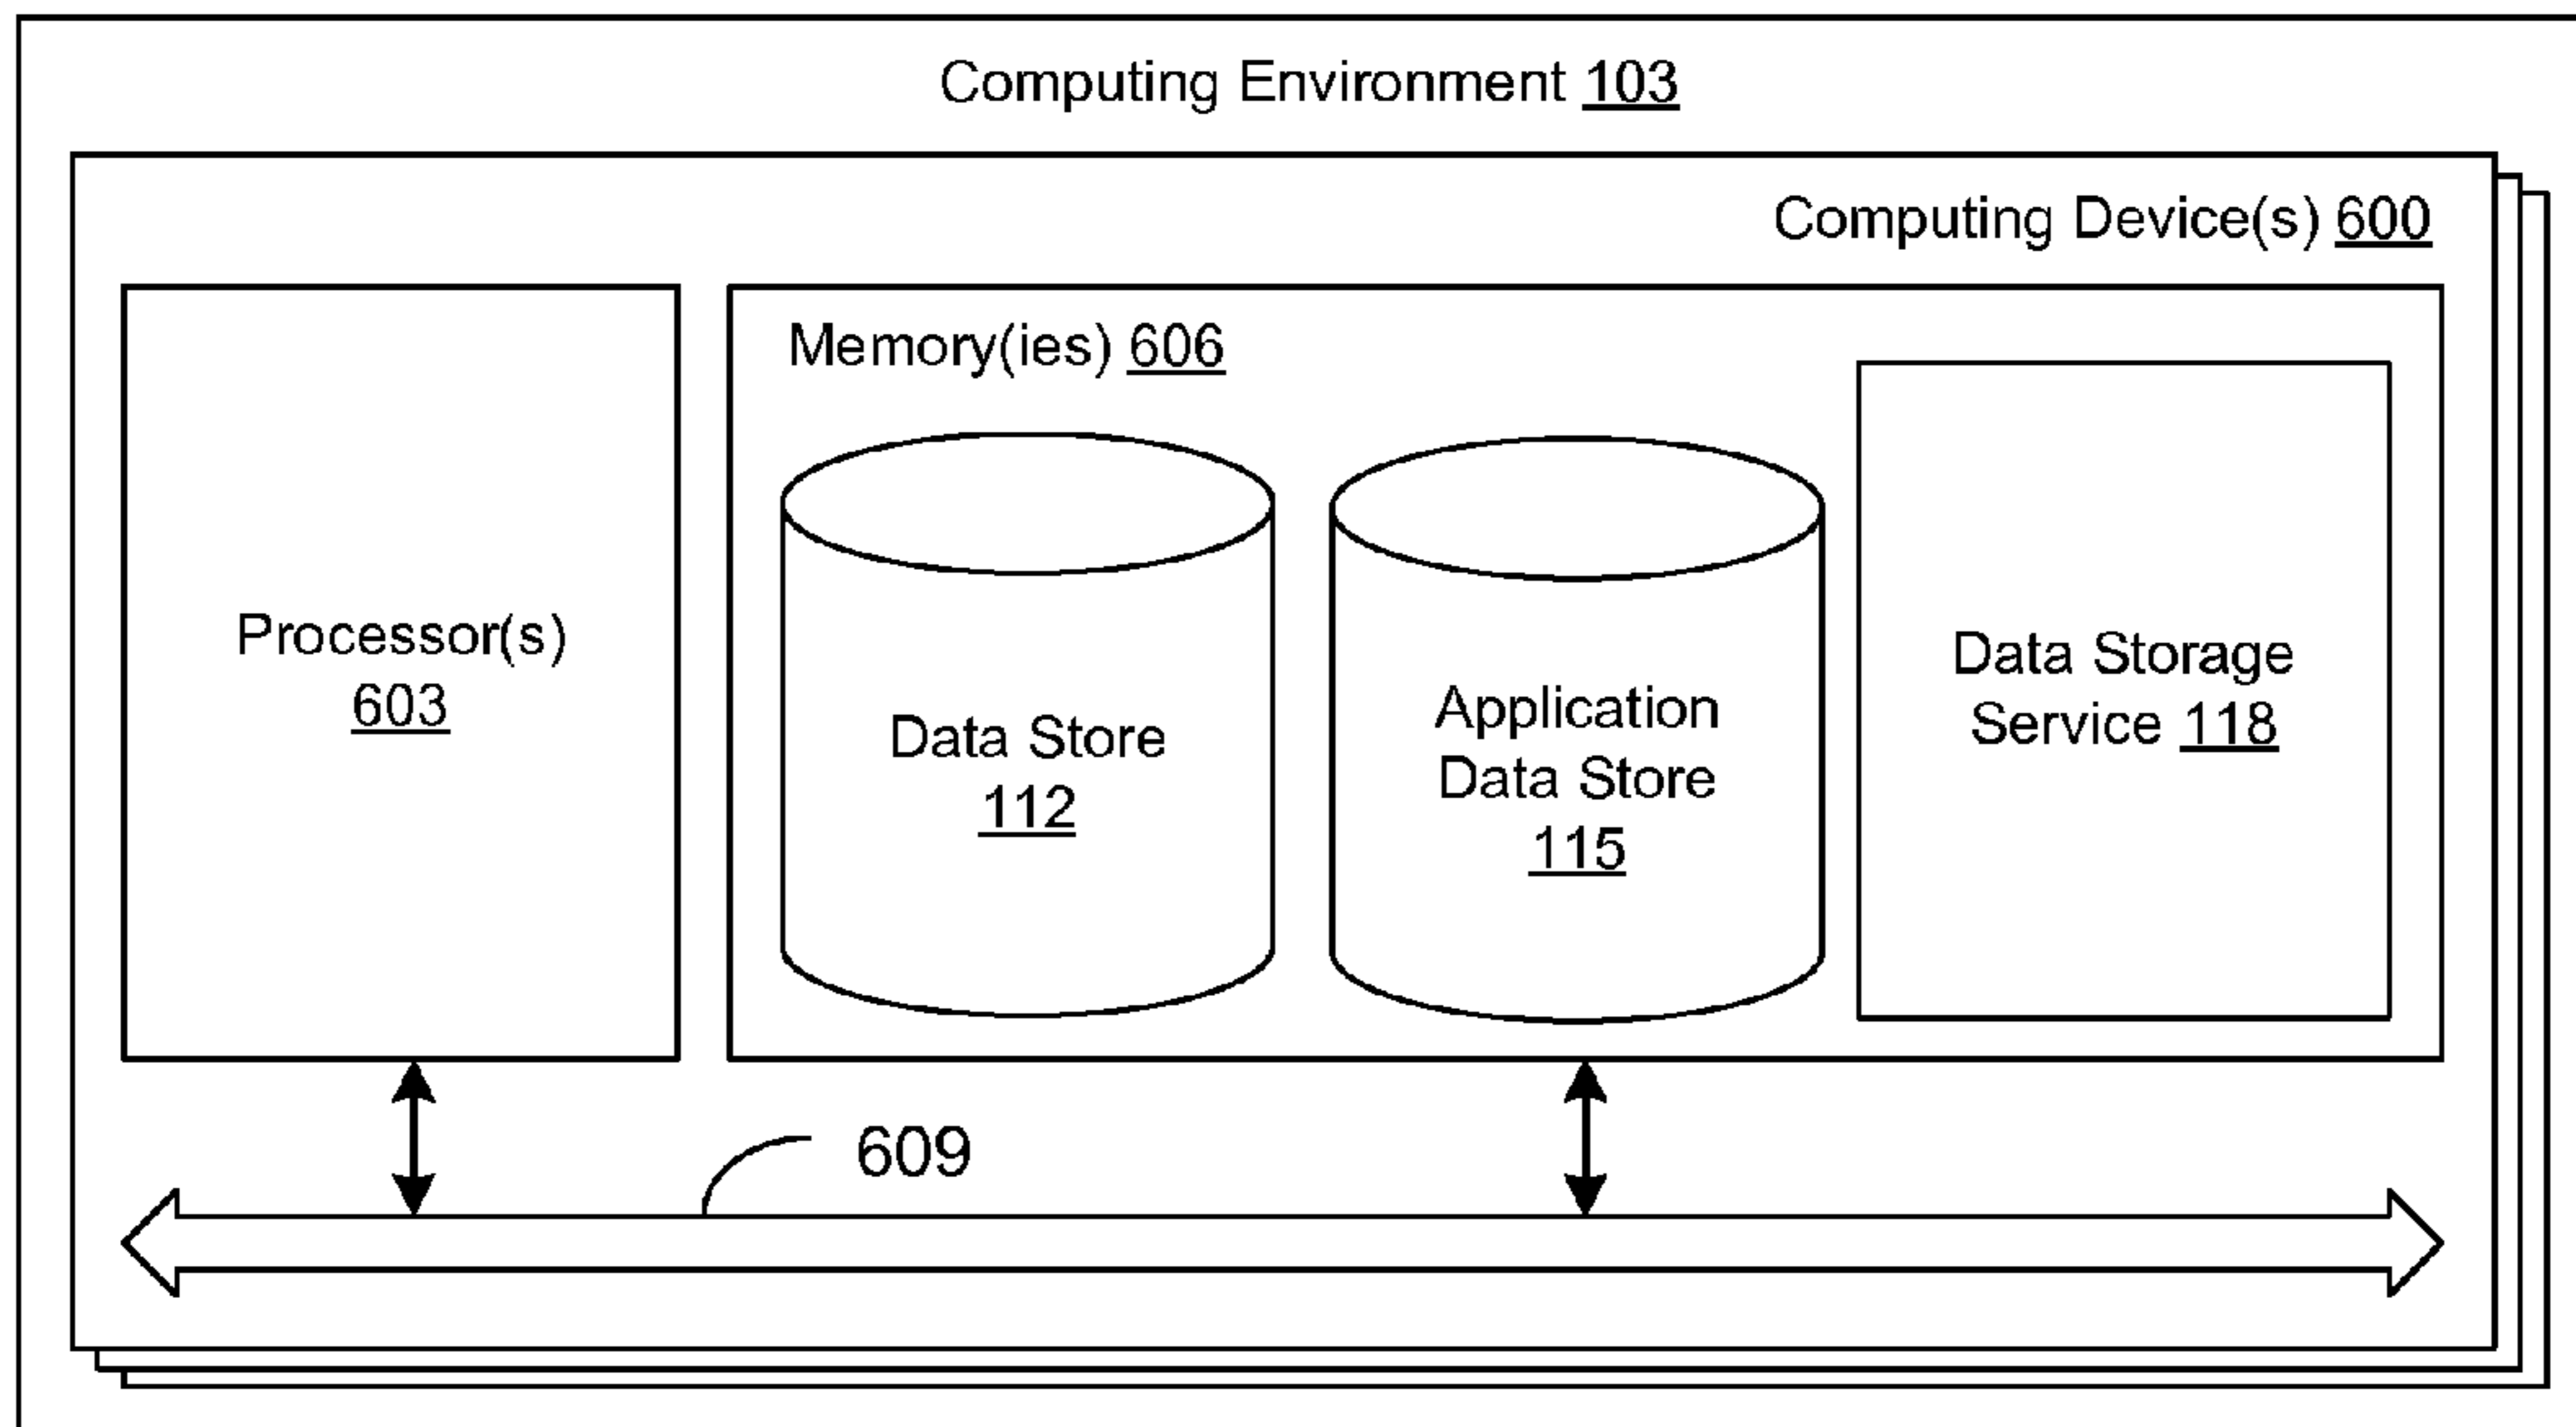 Computing Environment 103
Computing Device(s) 600
Memory(ies) 606
Processor(s)
603
Data Store
112
Application
Data Store
115
Data Storage
Service 118
609